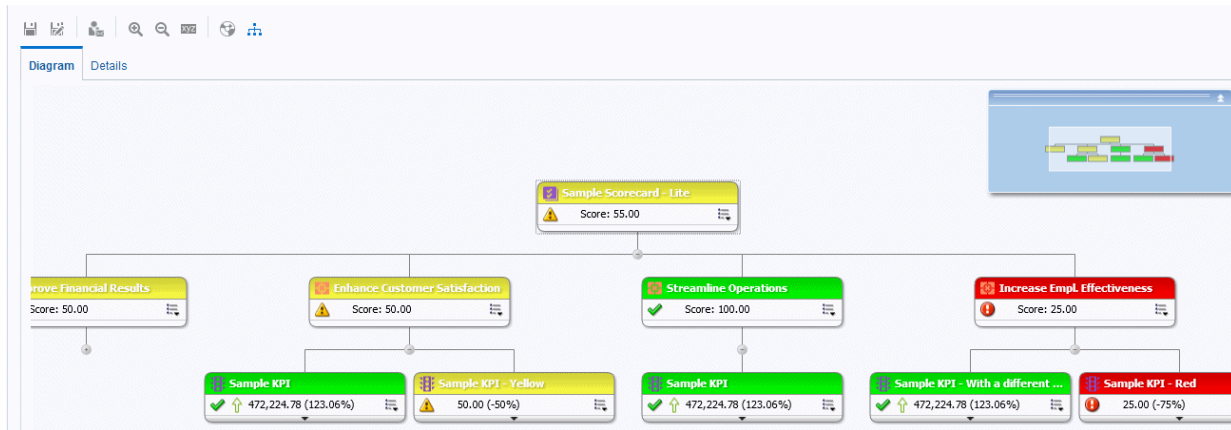 XYZ
Diagram
Details
Sample Scorecard - Lite
Score: 55.00
prove Financial Results
Enhance Customer Satisfaction
Streamline Operations
Increase Empl. Effectiveness
Score: 50.00
Score: 50.00
Score: 100.00
Score: 25.00
Sample KPI
Sample KPI - Yellow
Sample KPI
Sample KPI - With a different ...
Sample KPI - Red
472,224.78 (123.06%)
50.00 (-50%)
472,224.78 (123.06%)
472,224.78 (123.06%)
25.00 (-75%)